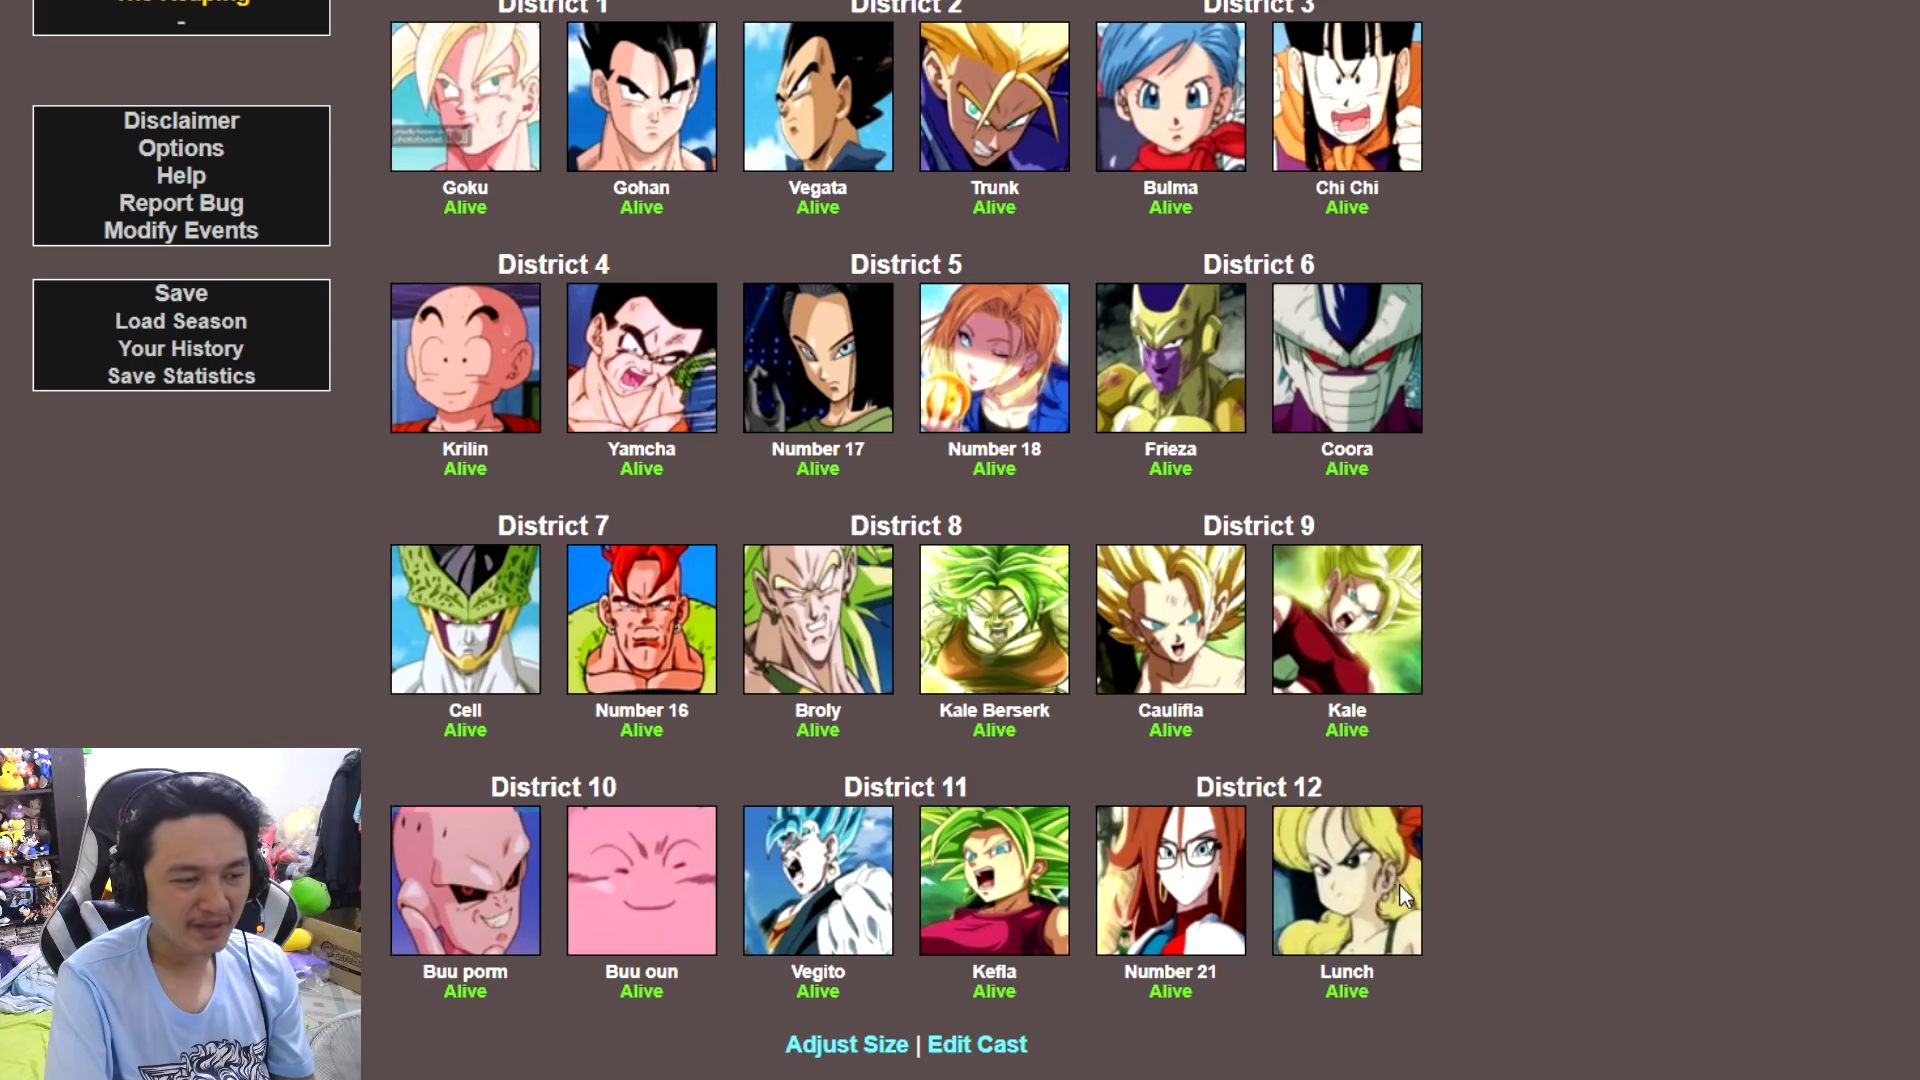 The Reaping
-
Disclaimer
Options
Help
Report Bug
Modify Events
Save
Load Season
Your History
Save Statistics
District 1
District 2
District 3
Goku
Gohan
Vegata
Trunk
Bulma
Chi Chi
Alive
Alive
Alive
Alive
Alive
Alive
District 4
District 5
District 6
Krilin
Yamcha
Number 17
Number 18
Frieza
Coora
Alive
Alive
Alive
Alive
Alive
Alive
District 7
District 8
District 9
Cell
Number 16
Broly
Kale Berserk
Caulifla
Kale
Alive
Alive
Alive
Alive
Alive
Alive
District 10
District 11
District 12
Buu porm
Buu oun
Vegito
Kefla
Number 21
Lunch
Alive
Alive
Alive
Alive
Alive
Alive
Adjust Size | Edit Cast